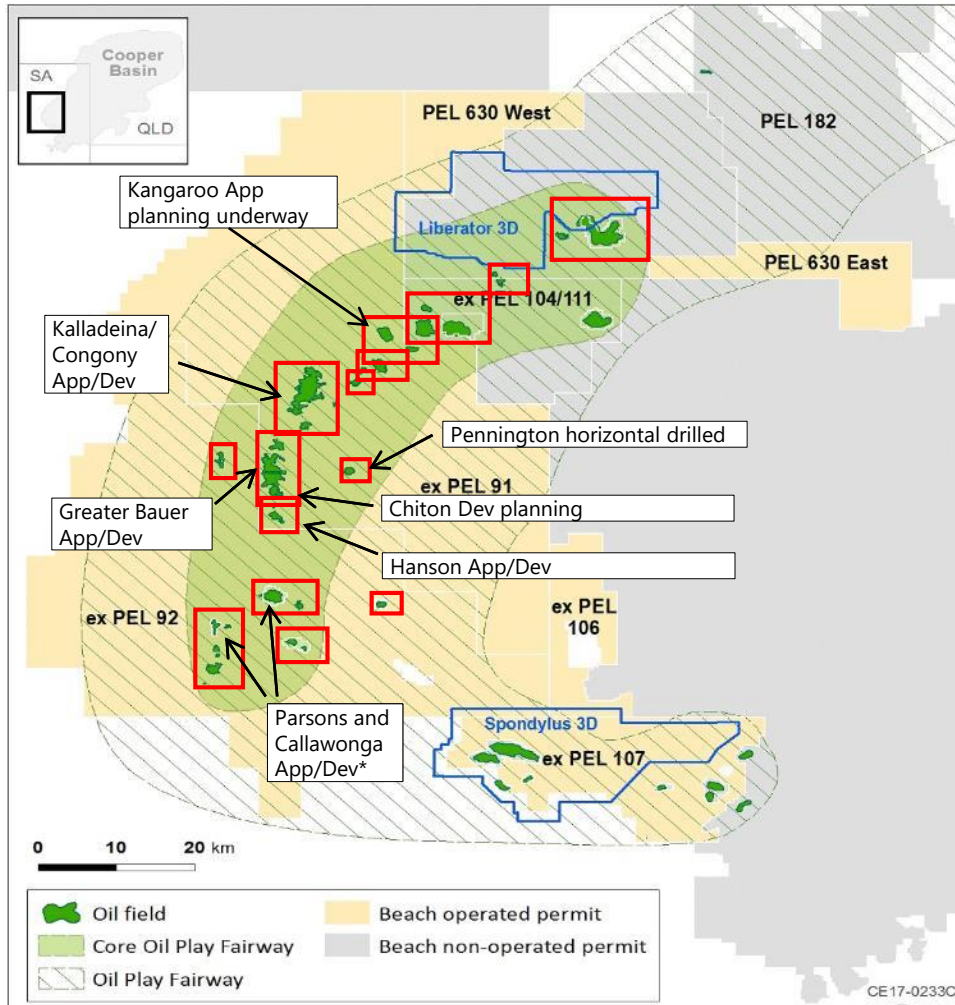 Cooper
Basin
SA
QLD
PEL 630 West
PEL 182
Kangaroo App
planning underway
Liberator 3D
PEL 630 East
ex PEL 104/111
Kalladeina/
Congony
App/Dev
Pennington horizontal drilled
ex PEL 91
Greater Bauer
App/Dev
Chiton Dev planning
Hanson App/Dev
ex PEL 92
ex PEL
106
Parsons and
Callawonga
App/Dev*
Spondylus 3D
ex PEL 107
0 10 20 km
Oil field
Core Oil Play Fairway
Oil Play Fairway
Beach operated permit
Beach non-operated permit
CE17-0233C